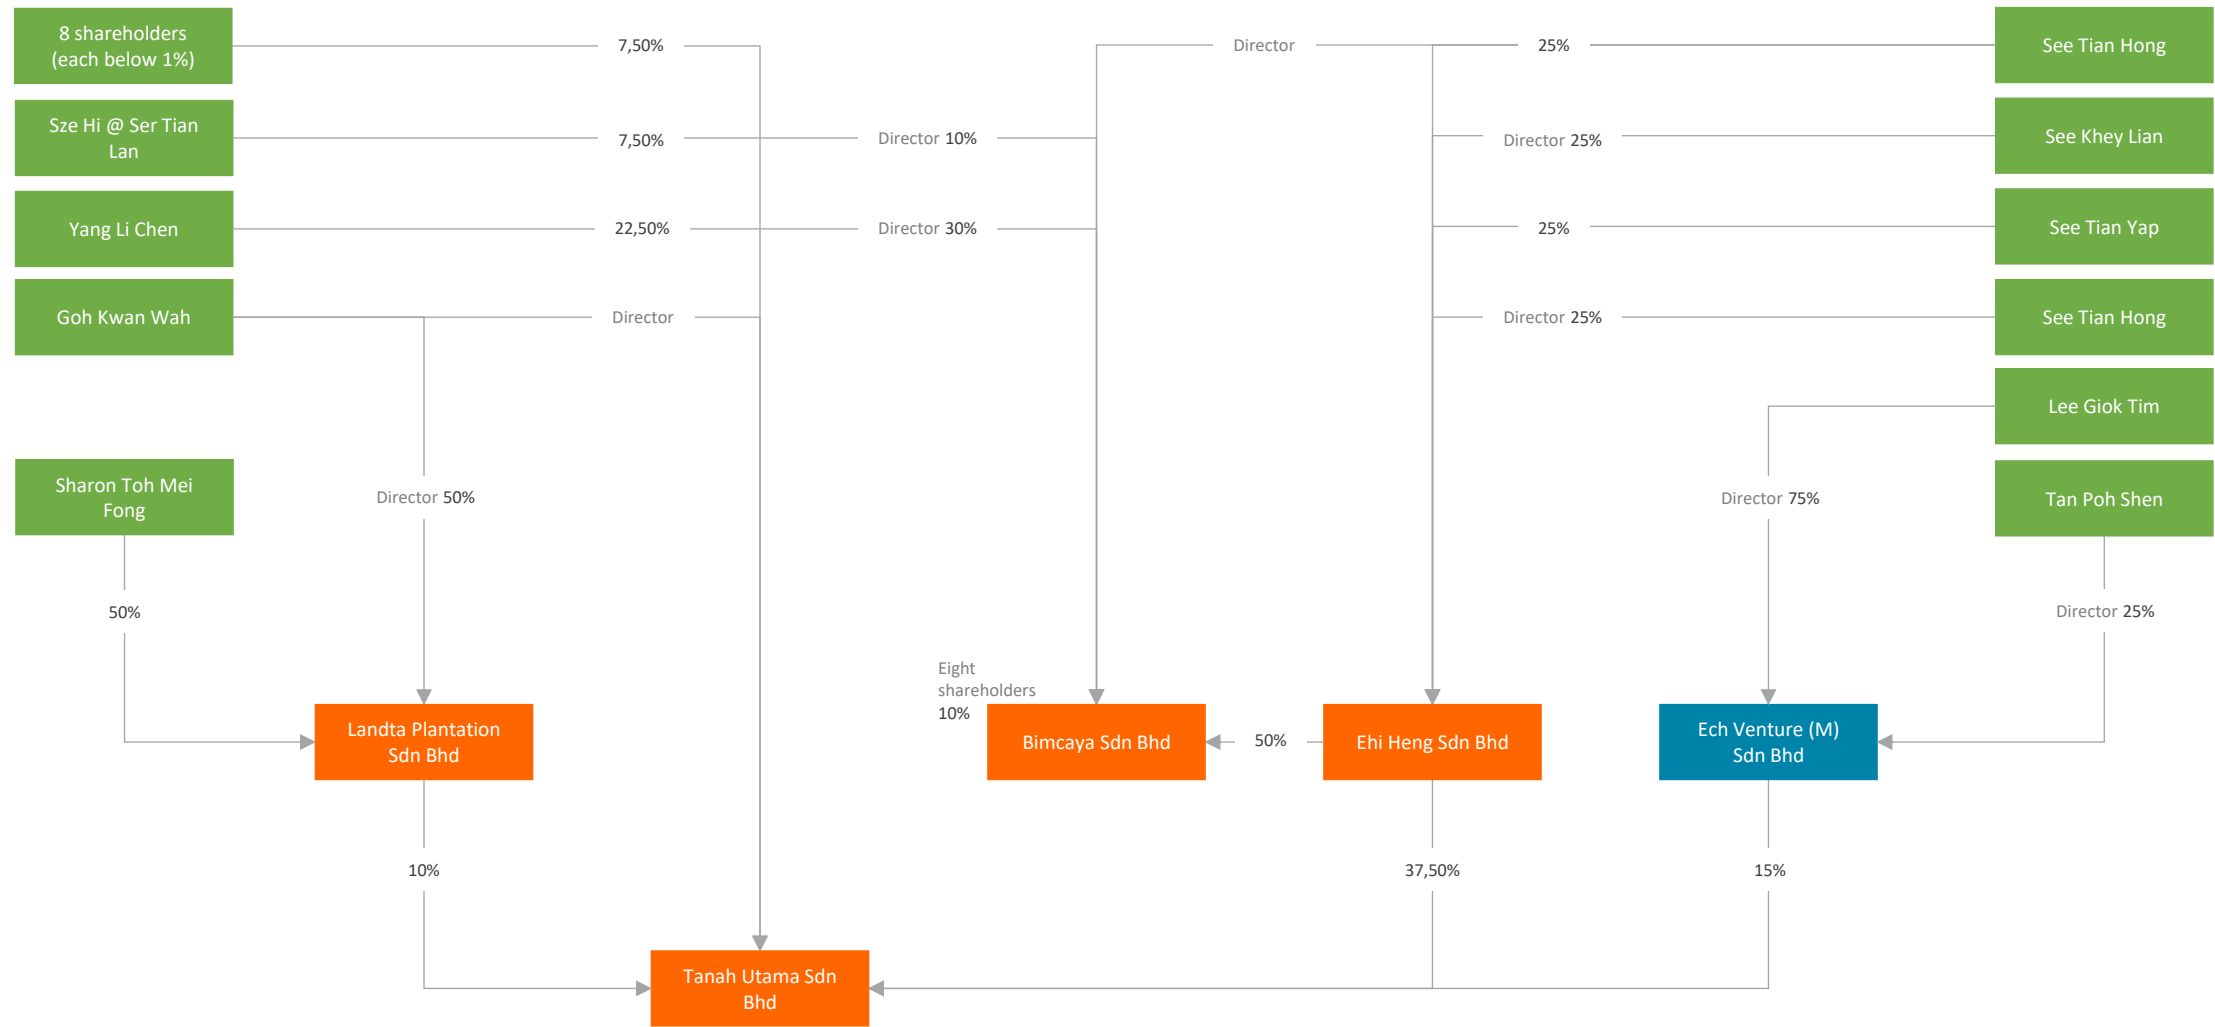 8 shareholders
(each below 1%)
7,50%
Director
25%
See Tian Hong
Sze Hi @ Ser Tian
Lan
7,50%
Director 10%
Director 25%
See Khey Lian
Yang Li Chen
22,50%
Director 30%
25%
See Tian Yap
Goh Kwan Wah
Director
Director 25%
See Tian Hong
Lee Giok Tim
Sharon Toh Mei
Fong
Director 50%
Director 75%
Tan Poh Shen
50%
Director 25%
Eight
shareholders
10%
Landta Plantation
Sdn Bhd
Bimcaya Sdn Bhd
50%
Ehi Heng Sdn Bhd
Ech Venture (M)
Sdn Bhd
10%
37,50%
15%
Tanah Utama Sdn
Bhd